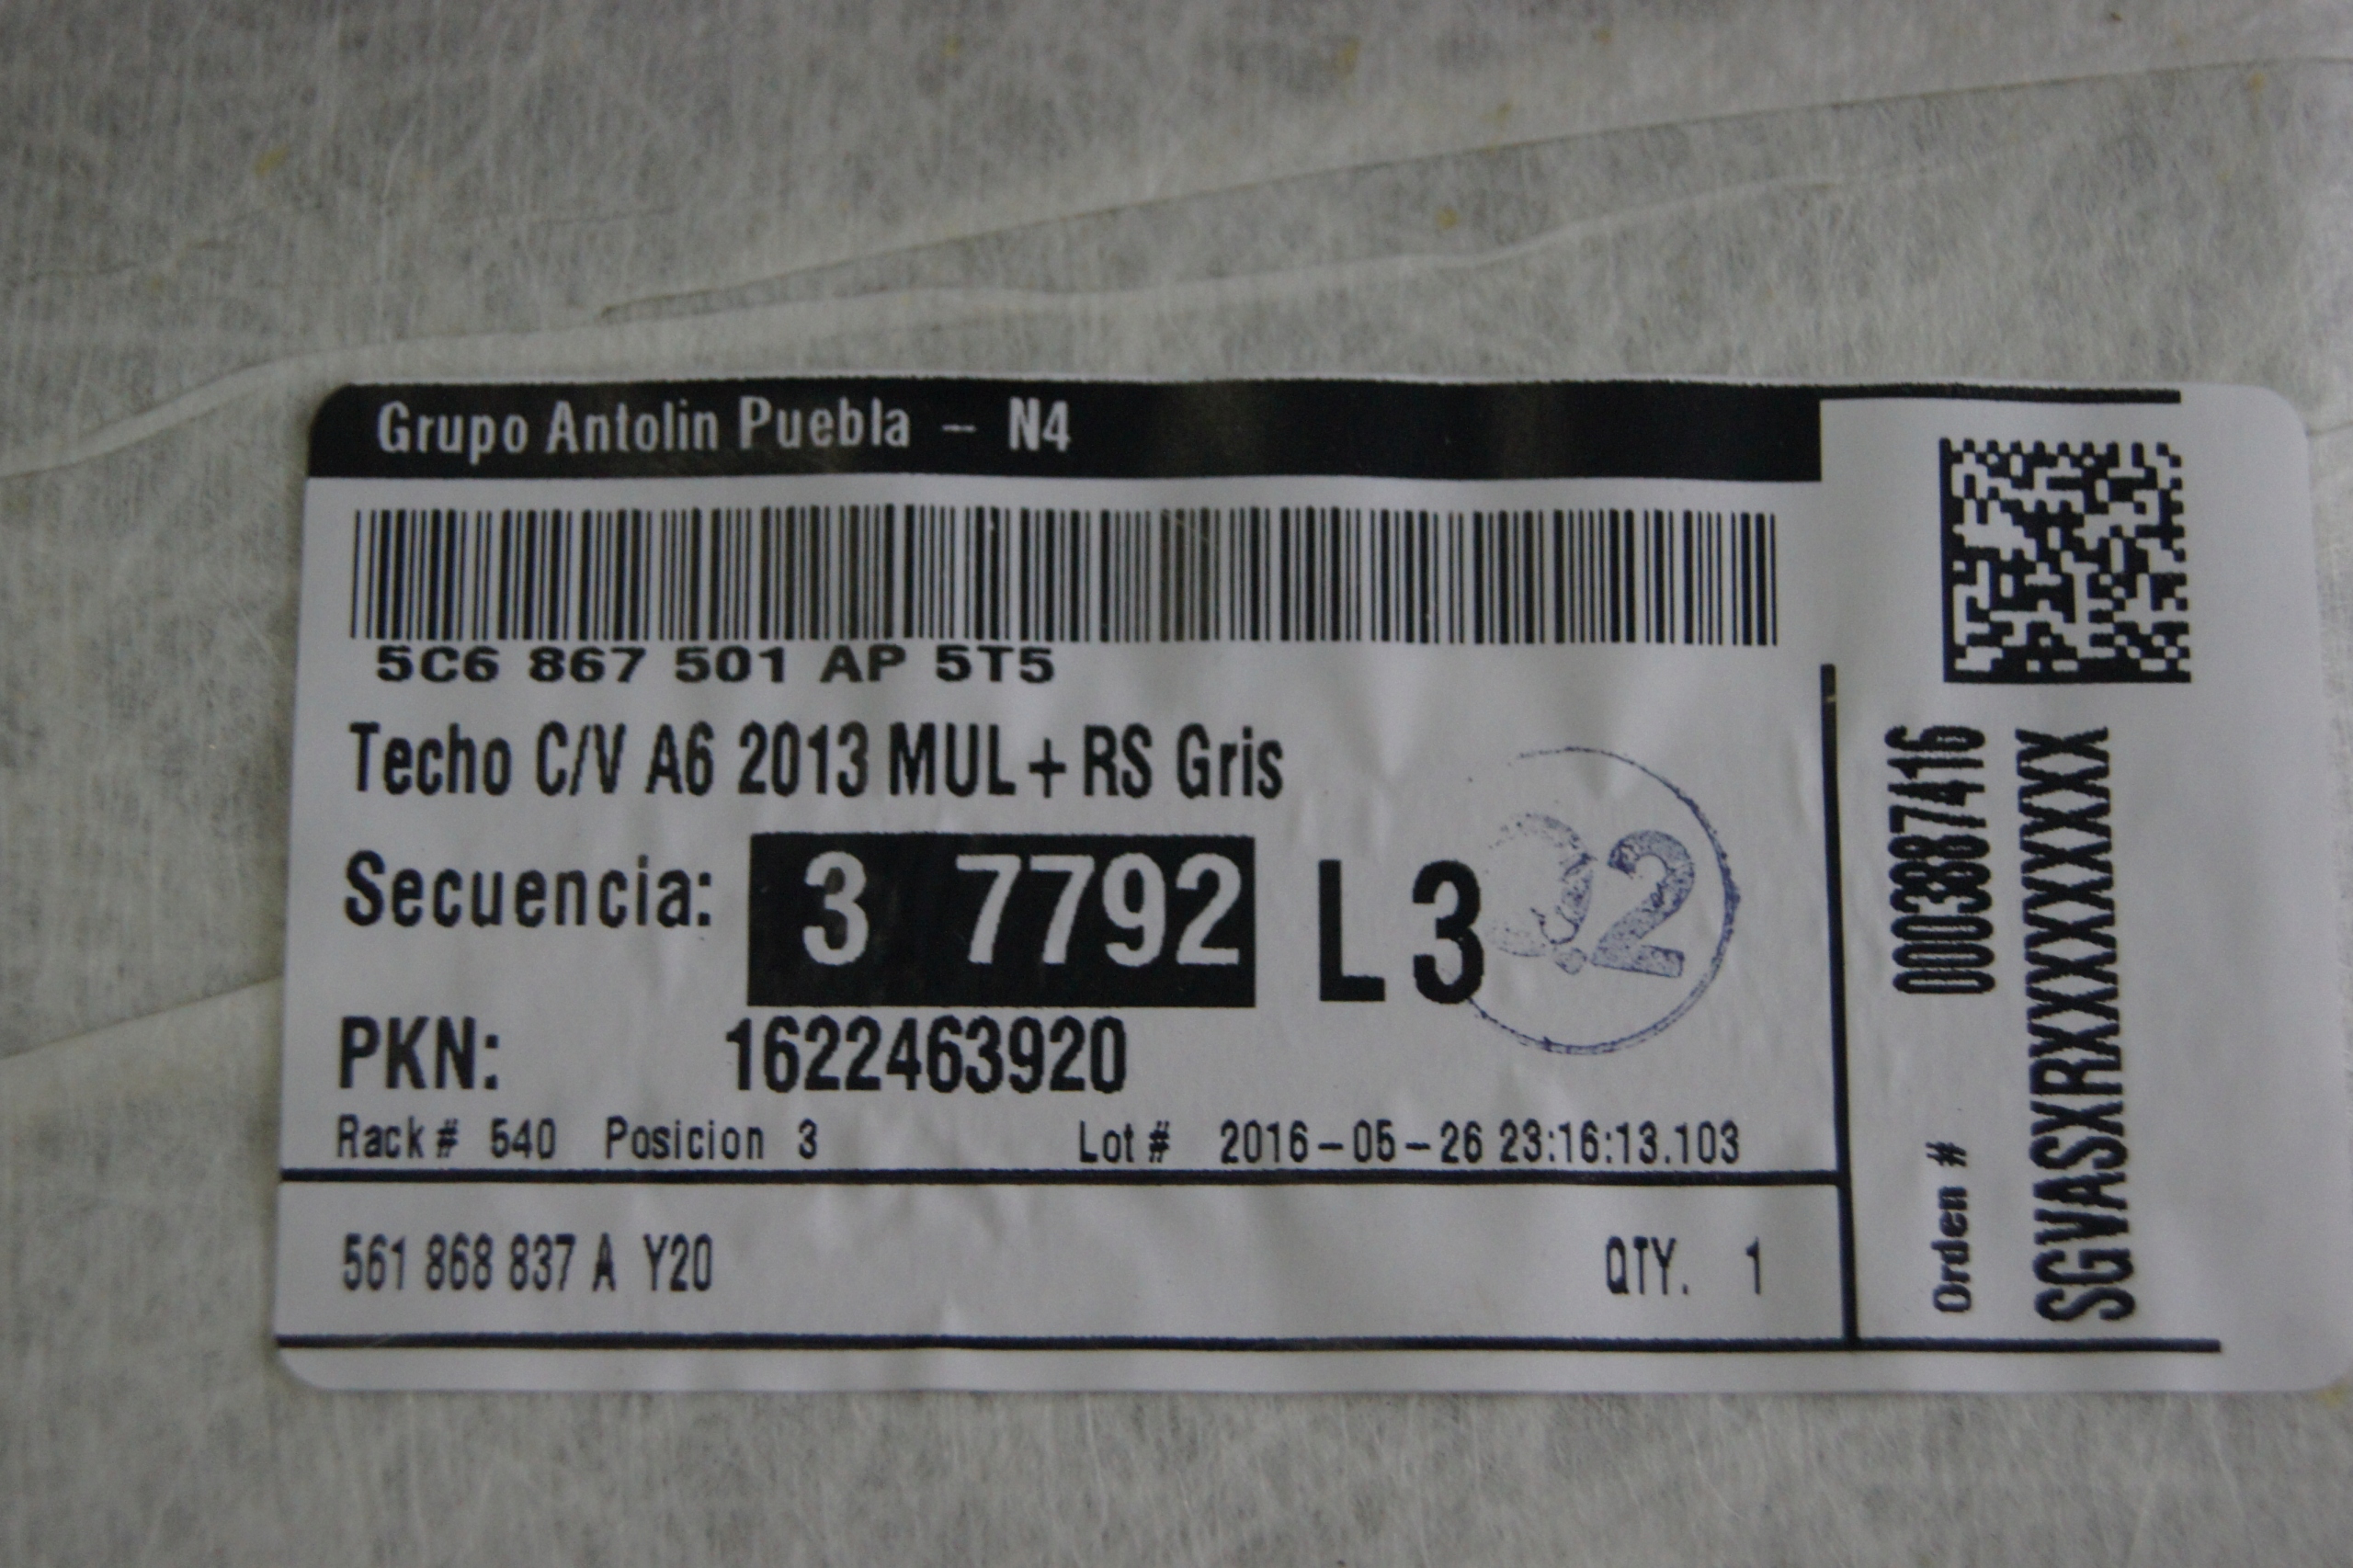 Grupo Antolin Puebla – N4
5C6 867 501 AP 5T5
Techo C/V A6 2013 MUL+RS Gris
Secuencia: 3 7792 L3
PKN: 1622463920
Rack# 540 Posicion 3 Lot# 2016-05-26 23:16:13.103
561 868 837 A Y20 QTY. 1
Orden # 0003887416
SGVASXRXXXXXXXXXX